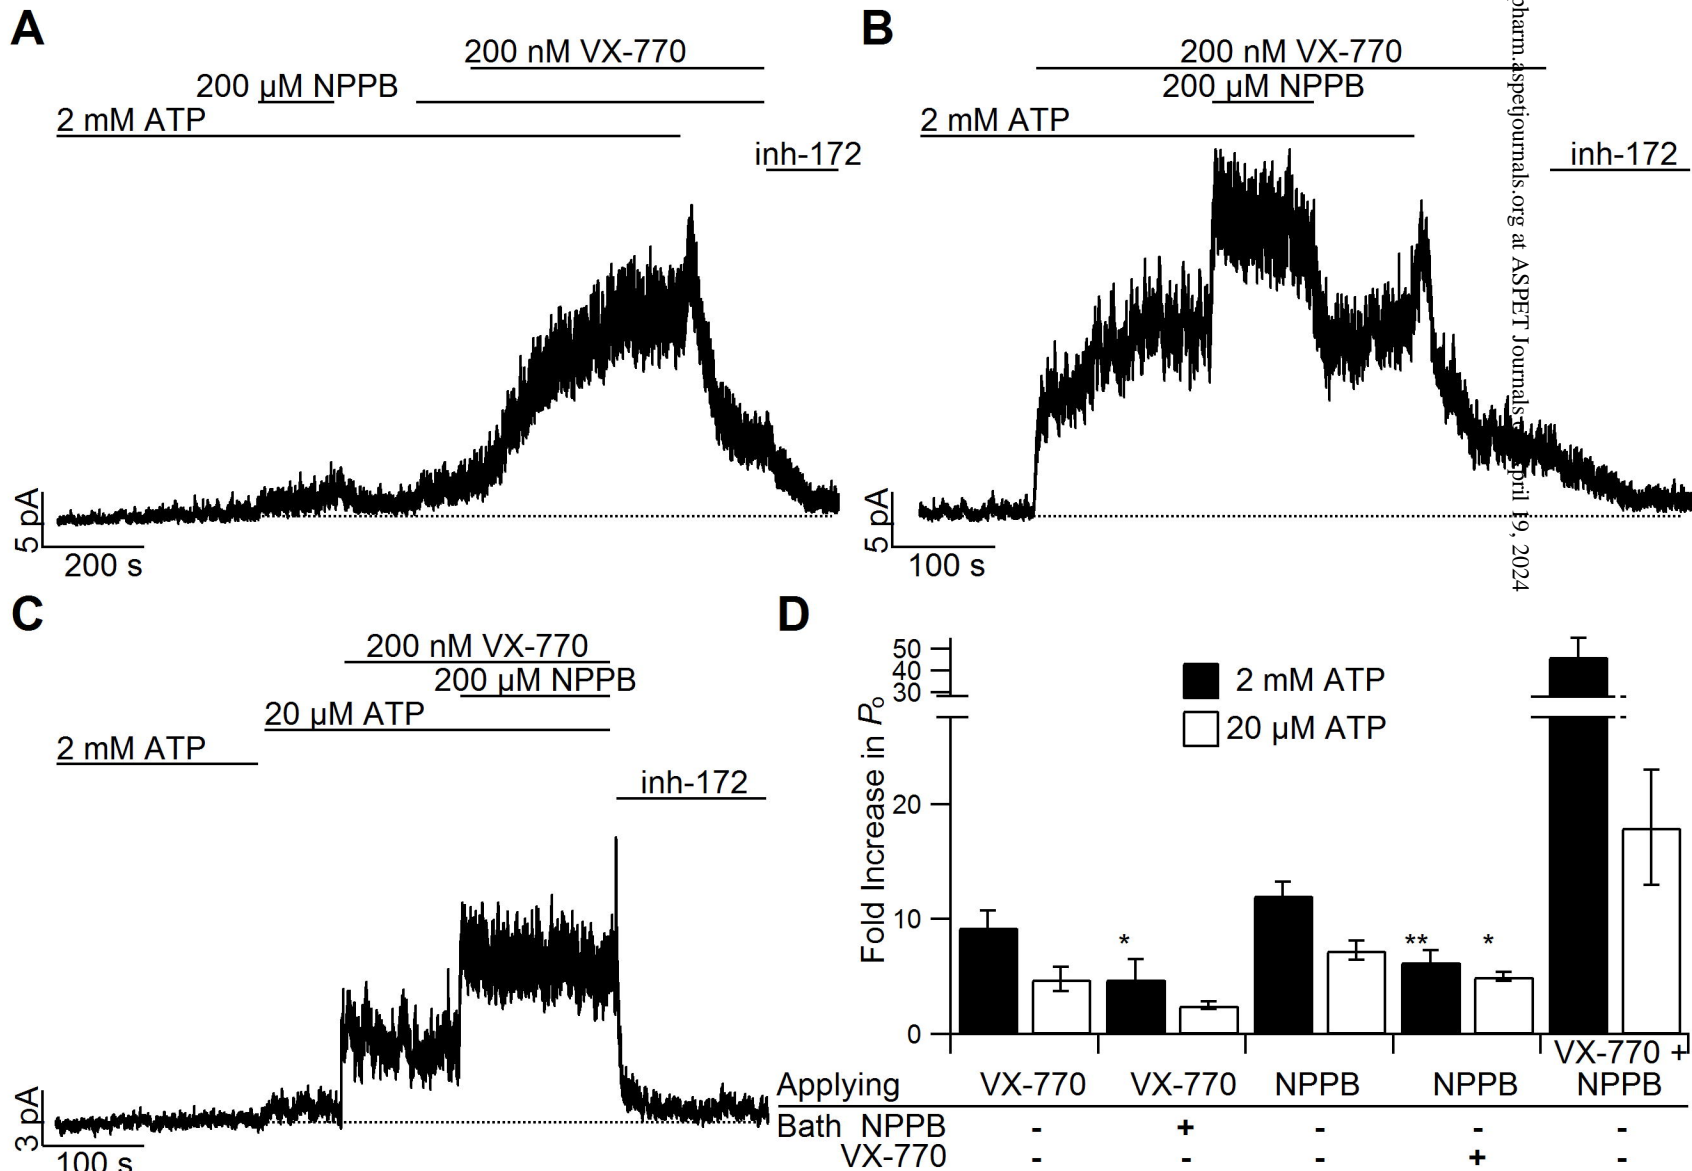 A
200 nM VX-770
200 µM NPPB
2 mM ATP
inh-172
5 pA
200 s
B
200 nM VX-770
200 µM NPPB
2 mM ATP
inh-172
5 pA
100 s
pharm.aspetjournals.org at ASPET Journals pril 19, 2024
C
200 nM VX-770
200 µM NPPB
20 µM ATP
2 mM ATP
inh-172
3 pA
100 s
D
Fold Increase in Po
50
40
30
20
10
0
2 mM ATP
20 µM ATP
* ** *
VX-770 +
Applying VX-770 VX-770 NPPB NPPB NPPB
Bath NPPB - + - - -
VX-770 - - - + -